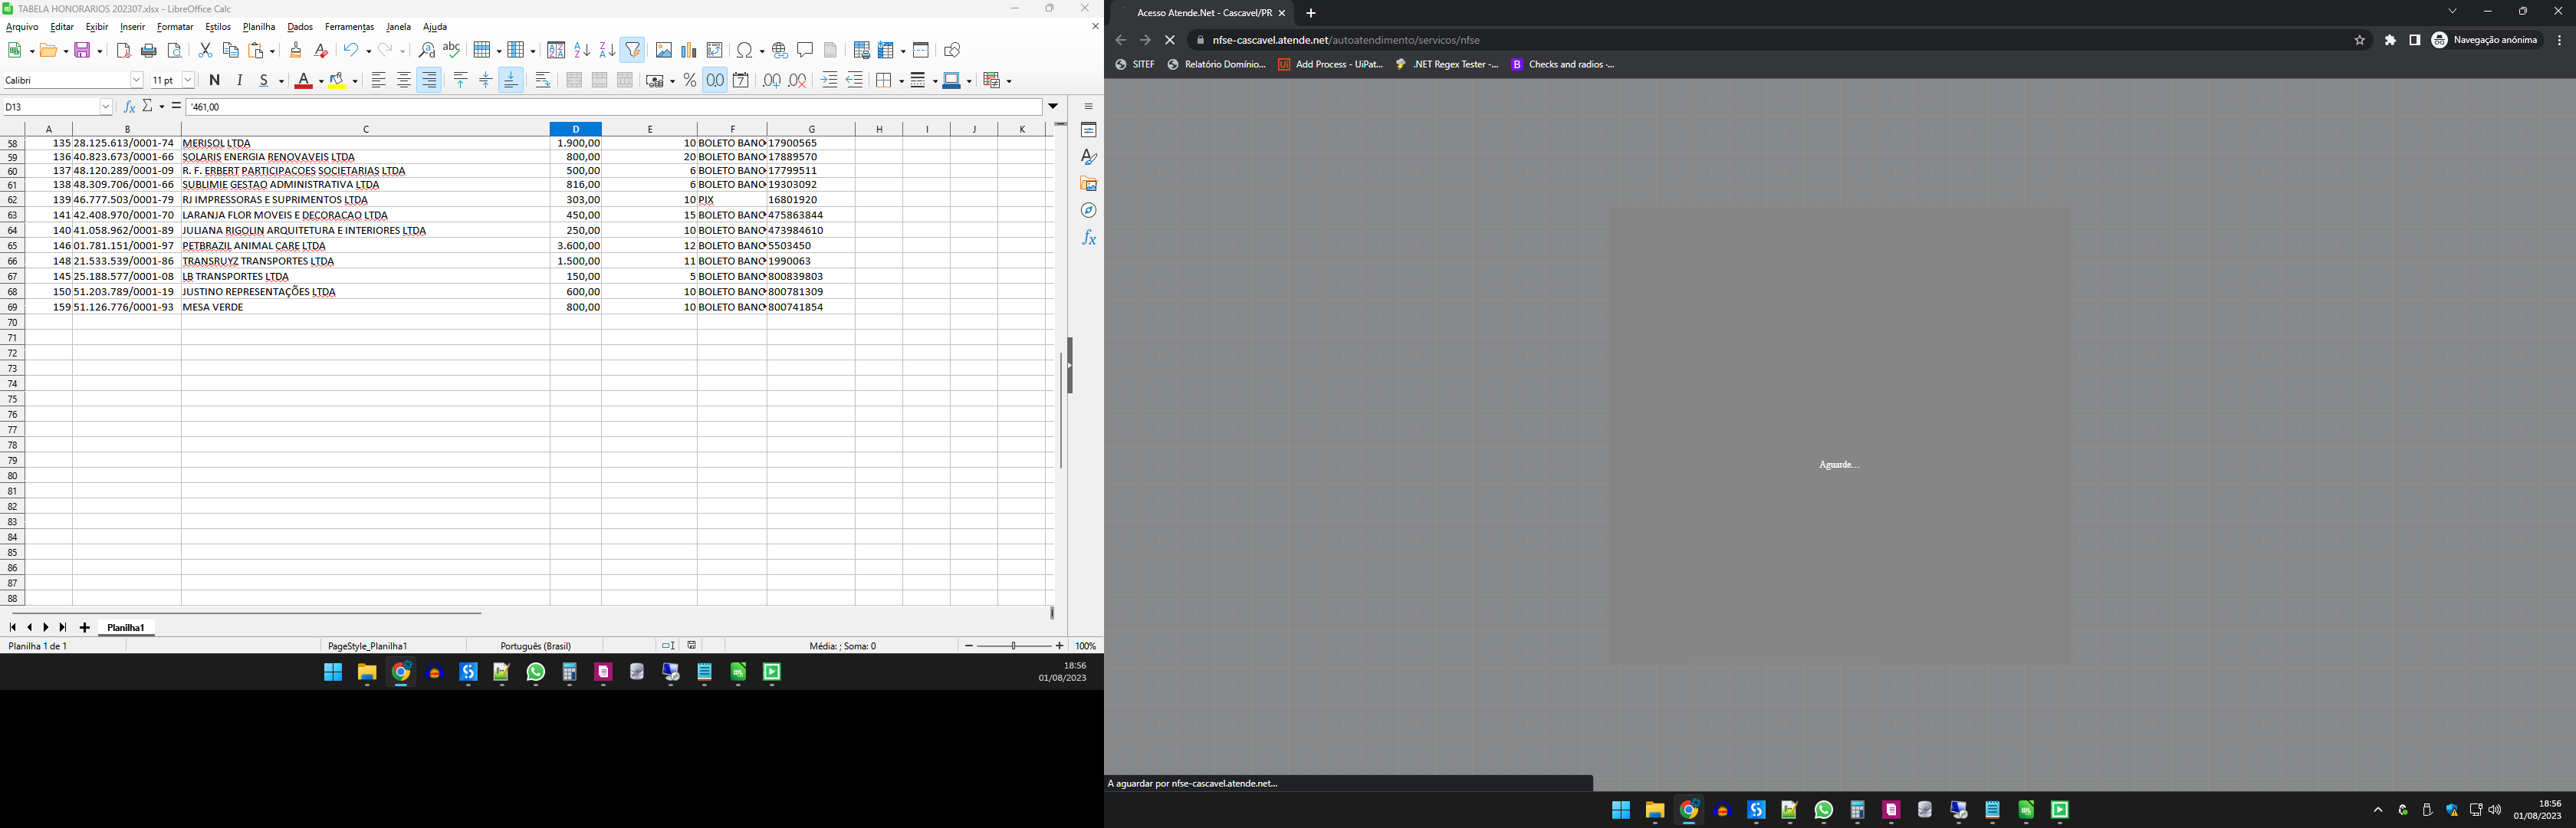 TABELA HONORARIOS 202307.xlsx - LibreOffice Calc
Arquivo Editar Exibir Inserir Formatar Estilos Planilha Dados Ferramentas Janela Ajuda
Calibri 11 pt N I S
D13 '461,00
A B C D E F G H I J K
58 135 28.125.613/0001-74 MERISOL LTDA 1.900,00 10 BOLETO BANC 17900565
59 136 40.823.673/0001-66 SOLARIS ENERGIA RENOVAVEIS LTDA 800,00 20 BOLETO BANC 17889570
60 137 48.120.289/0001-09 R. F. ERBERT PARTICIPACOES SOCIETARIAS LTDA 500,00 6 BOLETO BANC 17799511
61 138 48.309.706/0001-66 SUBLIMIE GESTAO ADMINISTRATIVA LTDA 816,00 6 BOLETO BANC 19303092
62 139 46.777.503/0001-79 RJ IMPRESSORAS E SUPRIMENTOS LTDA 303,00 10 PIX 16801920
63 141 42.408.970/0001-70 LARANJA FLOR MOVEIS E DECORACAO LTDA 450,00 15 BOLETO BANC 475863844
64 140 41.058.962/0001-89 JULIANA RIGOLIN ARQUITETURA E INTERIORES LTDA 250,00 10 BOLETO BANC 473984610
65 146 01.781.151/0001-97 PETBRAZIL ANIMAL CARE LTDA 3.600,00 12 BOLETO BANC 5503450
66 148 21.533.539/0001-86 TRANSRUYZ TRANSPORTES LTDA 1.500,00 11 BOLETO BANC 1990063
67 145 25.188.577/0001-08 LB TRANSPORTES LTDA 150,00 5 BOLETO BANC 800839803
68 150 51.203.789/0001-19 JUSTINO REPRESENTAÇÕES LTDA 600,00 10 BOLETO BANC 800781309
69 159 51.126.776/0001-93 MESA VERDE 800,00 10 BOLETO BANC 800741854
70
71
72
73
74
75
76
77
78
79
80
81
82
83
84
85
86
87
88
Planilha1
Planilha 1 de 1 PageStyle_Planilha1 Português (Brasil) Média: ; Soma: 0 100%
18:56
01/08/2023
Acesso Atende.Net - Cascavel/PR
nfse-cascavel.atende.net/autoatendimento/servicos/nfse Navegação anónima
SITEF Relatório Domínio... Add Process - UiPat... .NET Regex Tester -... Checks and radios ·...
Aguarde...
A aguardar por nfse-cascavel.atende.net...
18:56
01/08/2023